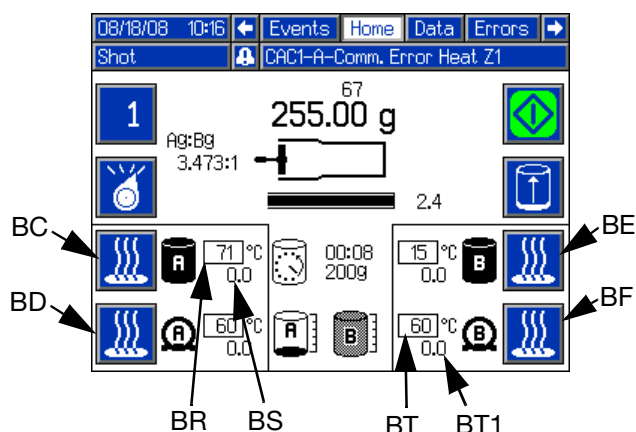 08/18/08 10:16 Events Home Data Errors
Shot CAC1-A-Comm. Error Heat Z1
67
1 255.00 g
Ag:Bg
3.473:1
2.4
BC A 71 °C 00:08 15 °C B BE
0.0 200g 0.0
BD A 60 °C A B 60 °C B BF
0.0 0.0
BR BS BT BT1